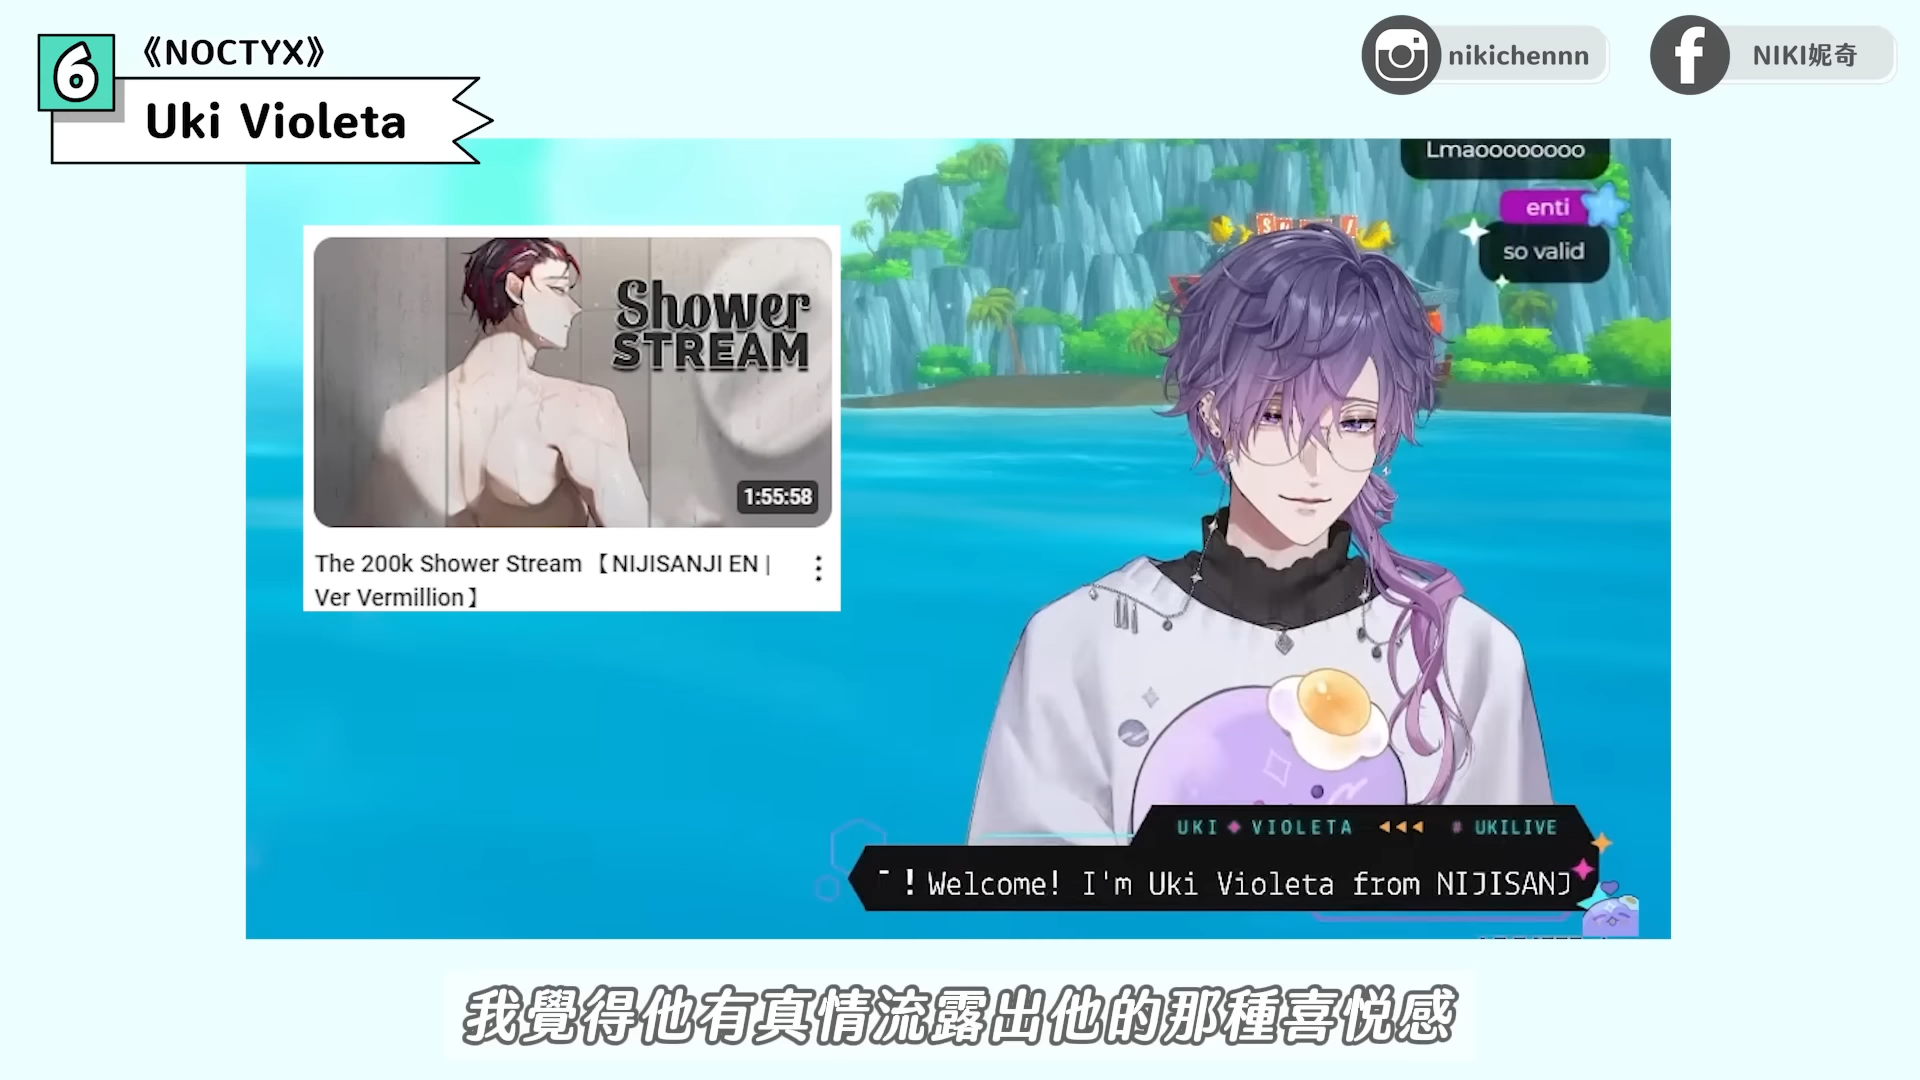 6
《NOCTYX》
Uki Violeta
nikichennn
NIKI妮奇
Lmaoooooooo
enti
so valid
Shower
STREAM
1:55:58
The 200k Shower Stream 【NIJISANJI EN |
Ver Vermillion】
UKI VIOLETA #UKILIVE
! Welcome! I'm Uki Violeta from NIJISANJ
我覺得他有真情流露出他的那種喜悅感